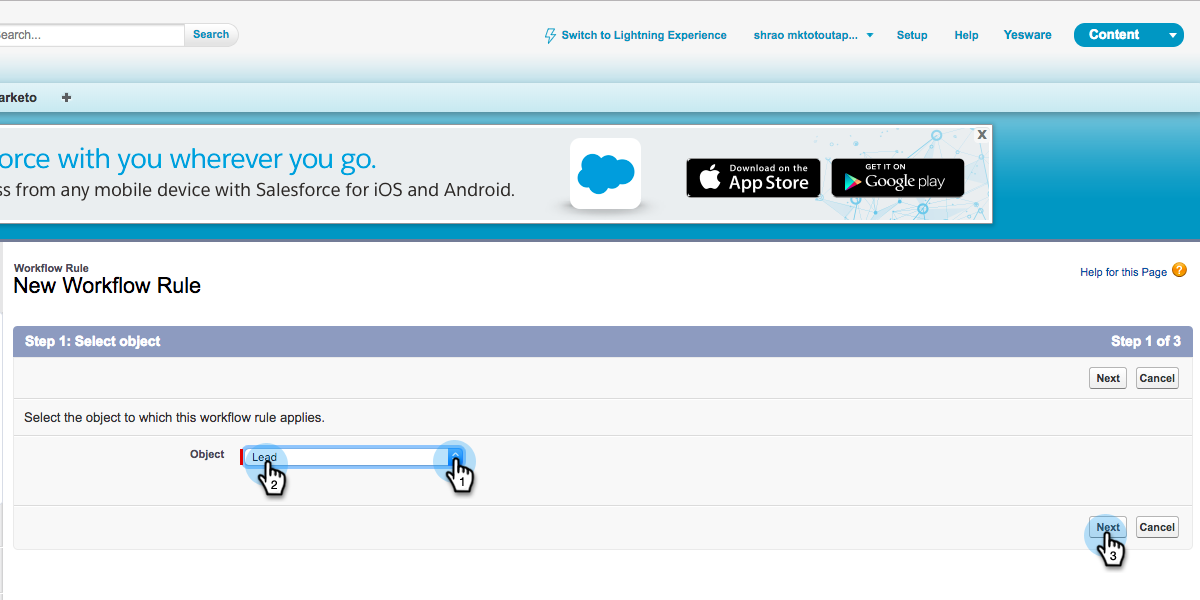 earch...
Search
Switch to Lightning Experience
shrao mktotoutap...
Setup
Help
Yesware
Content
arketo
+
orce with you wherever you go.
ss from any mobile device with Salesforce for iOS and Android.
Download on the
App Store
GET IT ON
Google play
X
Workflow Rule
New Workflow Rule
Help for this Page ?
Step 1: Select object
Step 1 of 3
Next
Cancel
Select the object to which this workflow rule applies.
Object
Lead
2
1
Next
Cancel
3